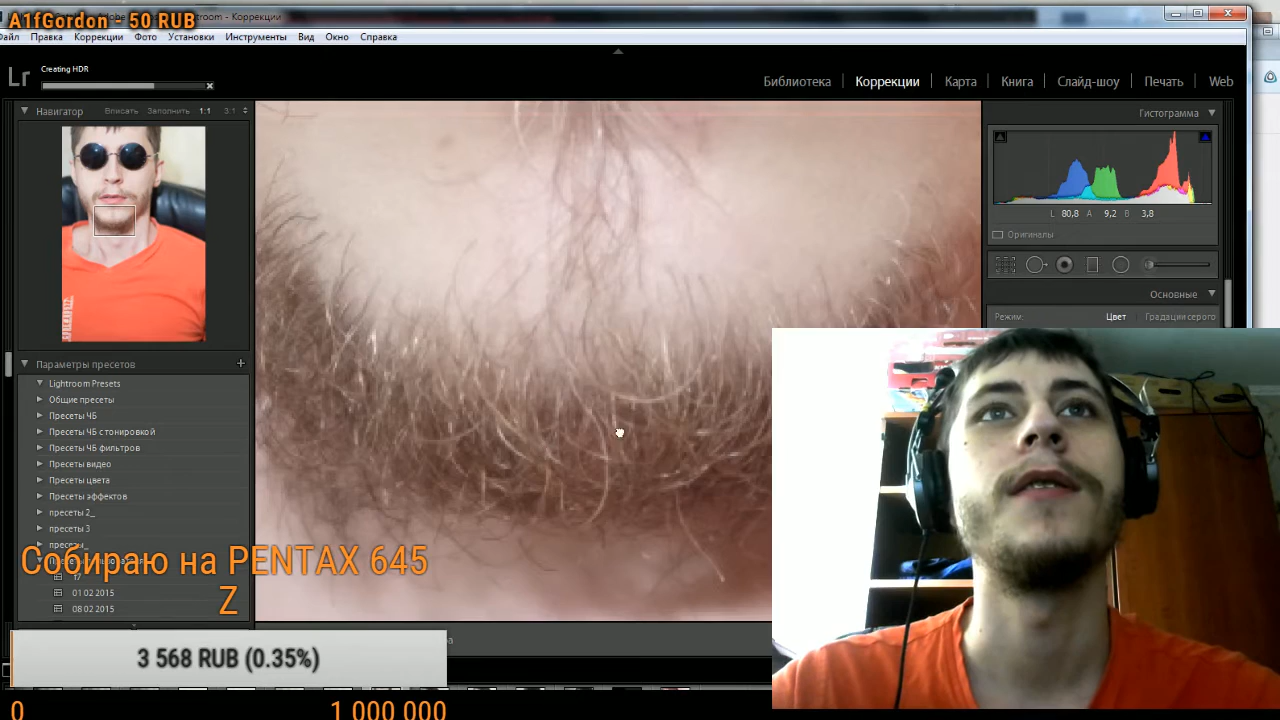 A1fGordon - 50 RUB
room - Коррекции
Файл Правка Коррекции Фото Установки Инструменты Вид Окно Справка
Lr
Creating HDR
Библиотека Коррекции Карта Книга Слайд-шоу Печать Web
Навигатор Вписать Заполнить 1:1 3:1
Гистограмма
L 80,8 A 9,2 B 3,8
Оригиналы
Основные
Режим: Цвет Градации серого
Параметры пресетов
Lightroom Presets
Общие пресеты
Пресеты ЧБ
Пресеты ЧБ с тонировкой
Пресеты ЧБ фильтров
Пресеты видео
Пресеты цвета
Пресеты эффектов
пресеты 2_
пресеты 3
пресеты_
Собираю на PENTAX 645
Z
01 02 2015
08 02 2015
3 568 RUB (0.35%)
0 1 000 000